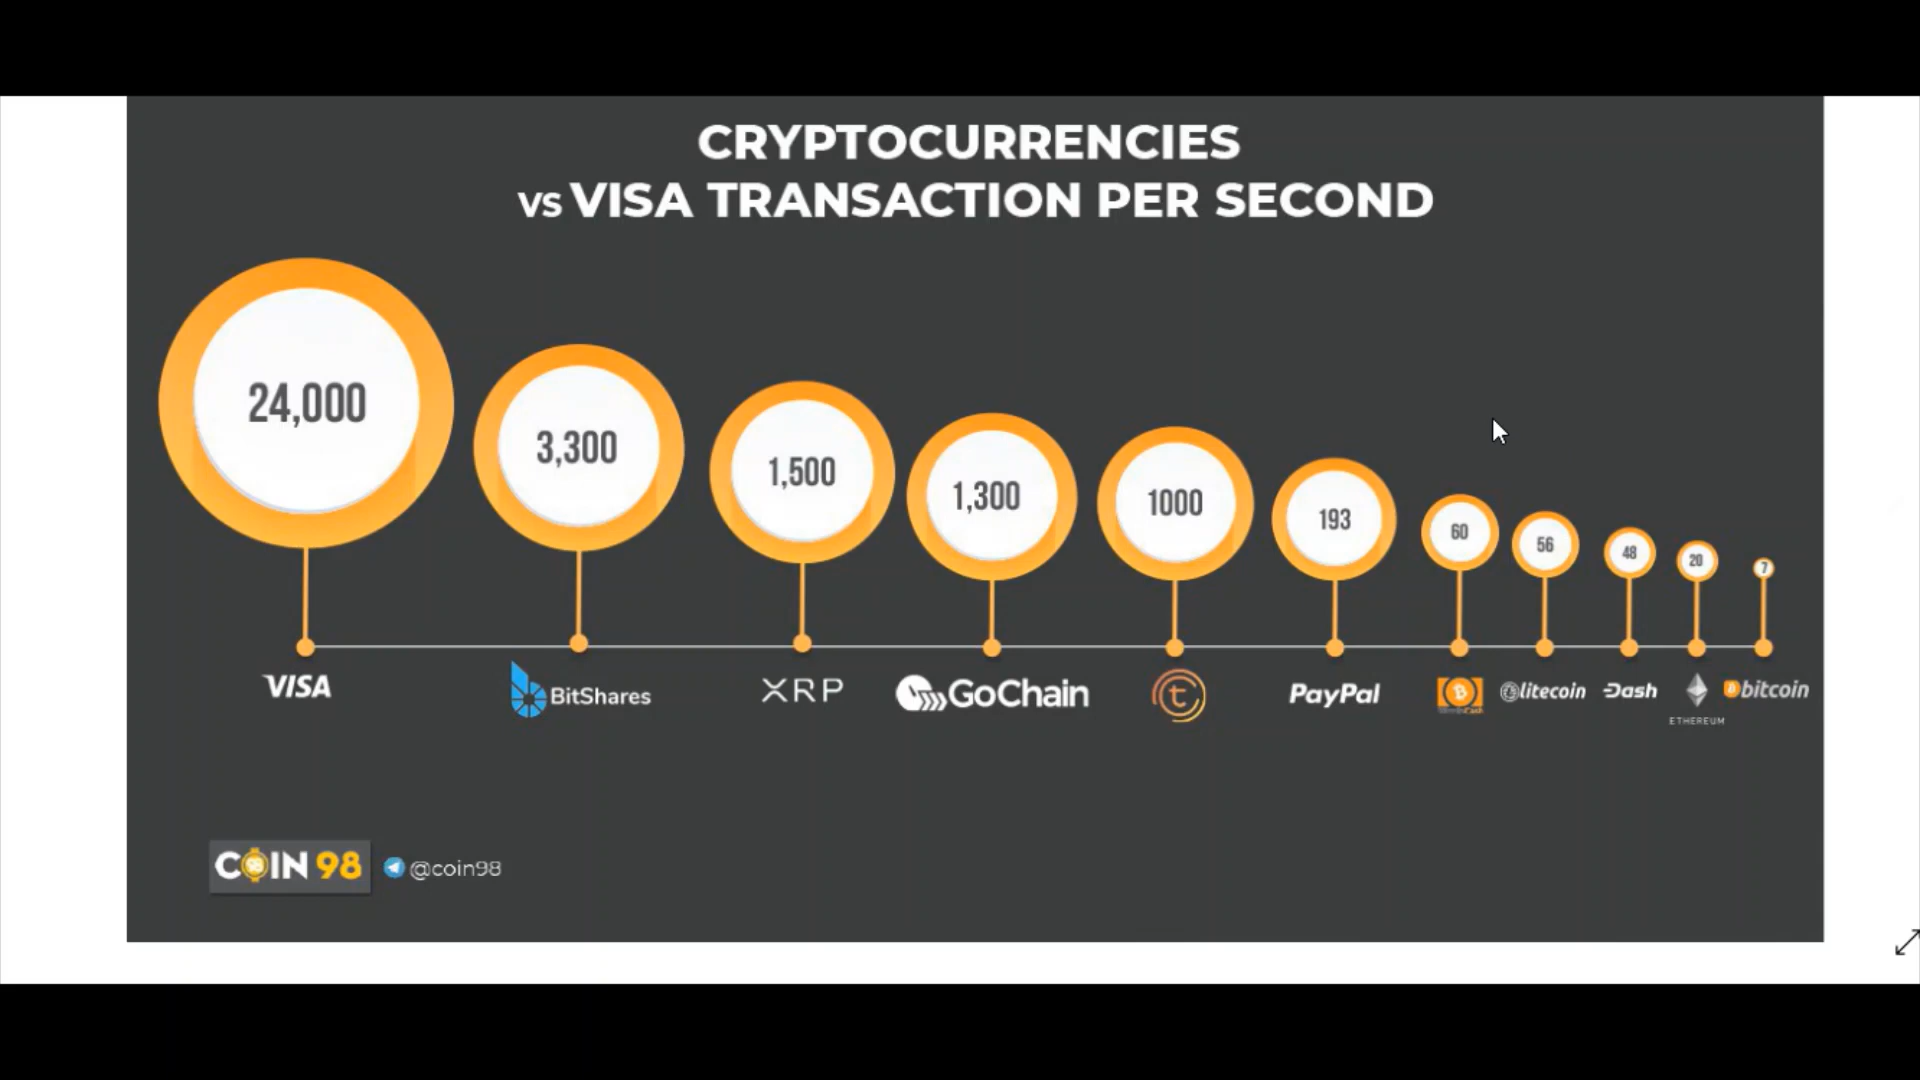 CRYPTOCURRENCIES
vs VISA TRANSACTION PER SECOND
24,000
3,300
1,500
1,300
1000
193
60
56
48
20
7
VISA
BitShares
XRP
GoChain
t
PayPal
litecoin
Dash
ETHEREUM
bitcoin
COIN 98
@coin98